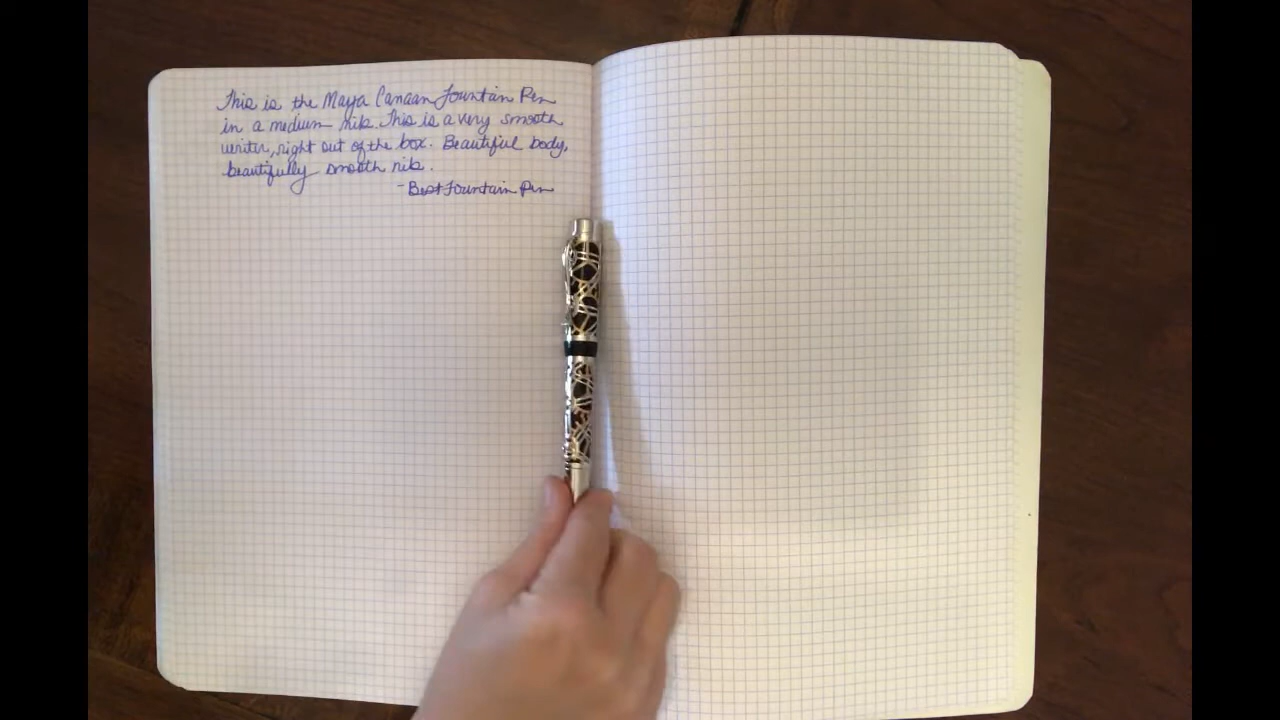 This is the Maya Canaan Fountain Pen
in a medium nib. This is a very smooth
writer, right out of the box. Beautiful body,
beautifully smooth nib.
- Best Fountain Pen